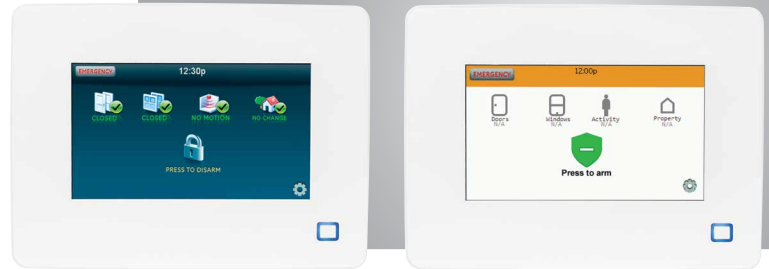 EMERGENCY
12:30p
CLOSED
CLOSED
NO MOTION
NO CHANGE
PRESS TO DISARM
EMERGENCY
12:00p
Doors
N/A
Windows
N/A
Activity
N/A
Property
N/A
Press to arm